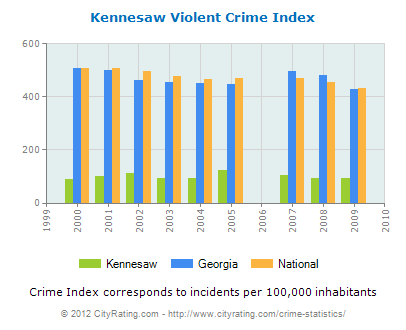 Kennesaw Violent Crime Index
600
400
200
0
1999 2000 2001 2002 2003 2004 2005 2006 2007 2008 2009 2010
Kennesaw Georgia National
Crime Index corresponds to incidents per 100,000 inhabitants
© 2012 CityRating.com - http://www.cityrating.com/crime-statistics/